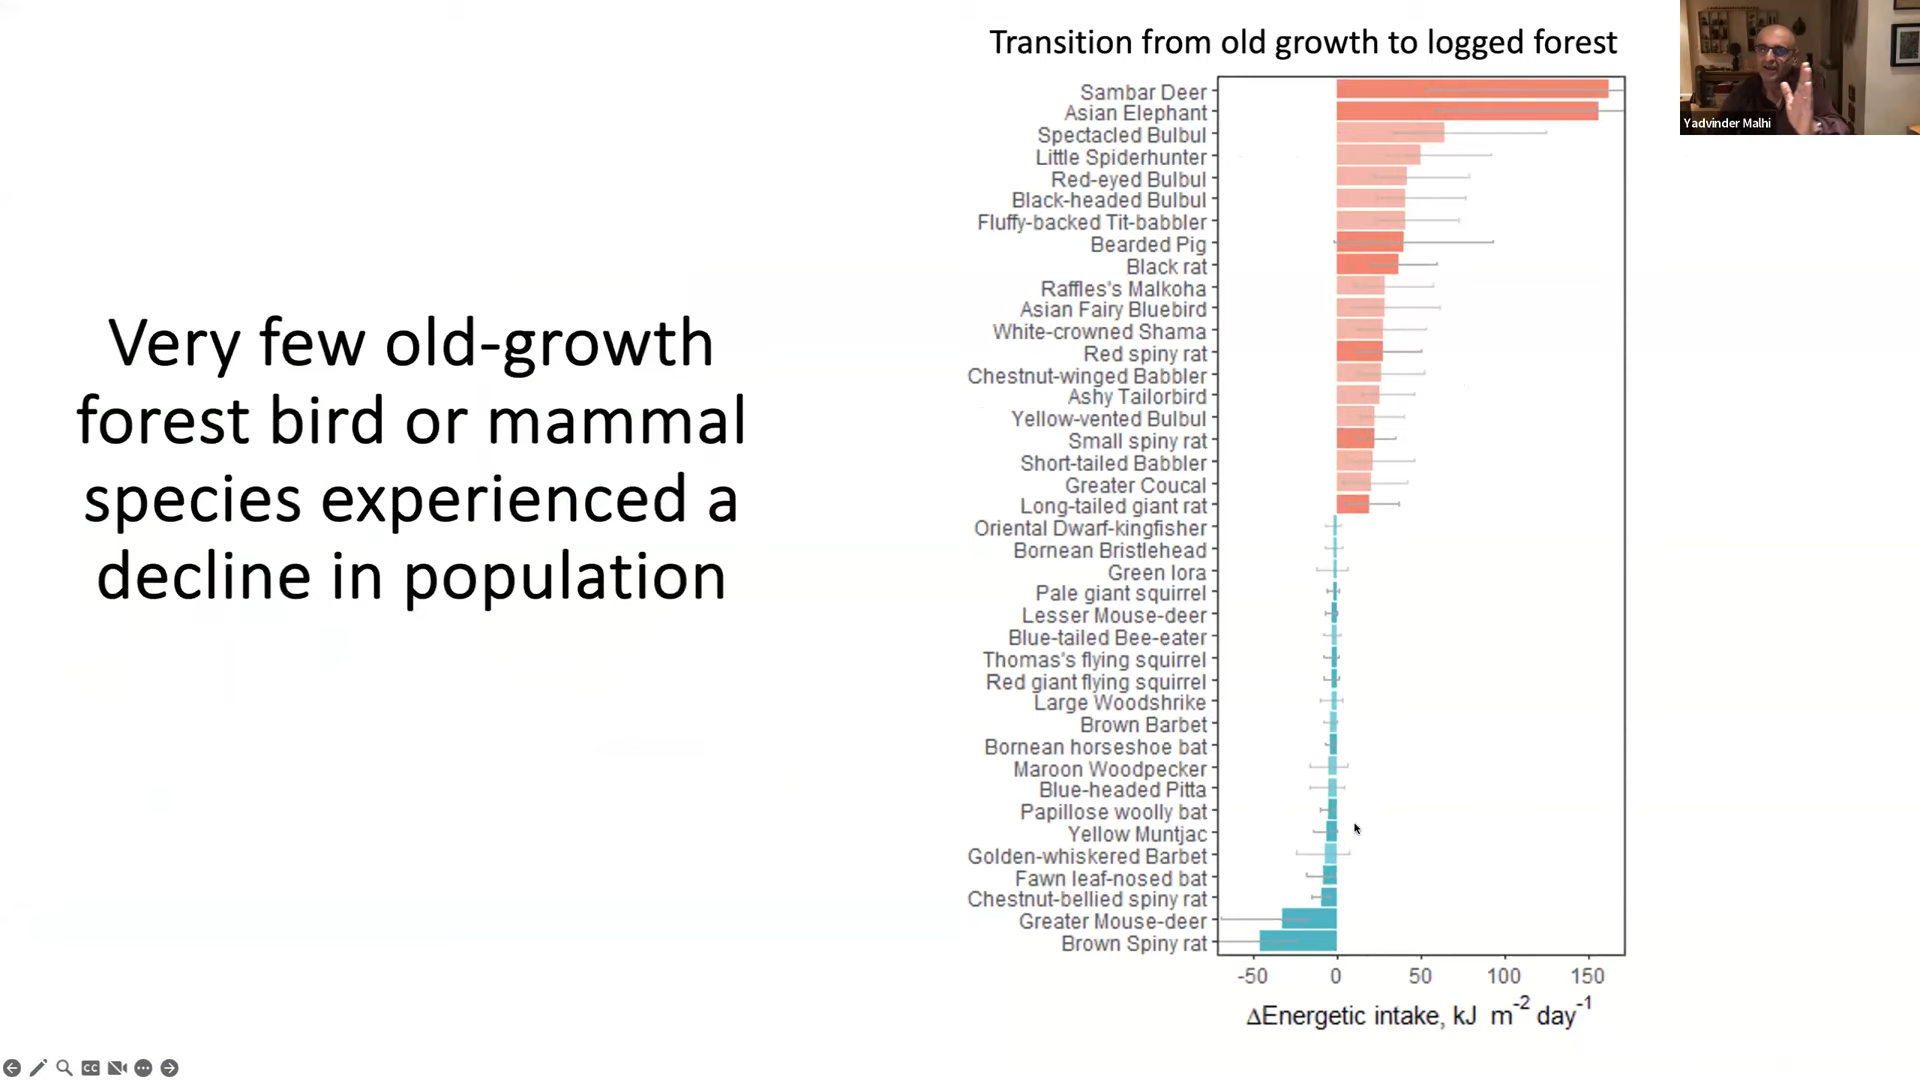 Very few old-growth
forest bird or mammal
species experienced a
decline in population
Transition from old growth to logged forest
Sambar Deer
Asian Elephant
Spectacled Bulbul
Little Spiderhunter
Red-eyed Bulbul
Black-headed Bulbul
Fluffy-backed Tit-babbler
Bearded Pig
Black rat
Raffles's Malkoha
Asian Fairy Bluebird
White-crowned Shama
Red spiny rat
Chestnut-winged Babbler
Ashy Tailorbird
Yellow-vented Bulbul
Small spiny rat
Short-tailed Babbler
Greater Coucal
Long-tailed giant rat
Oriental Dwarf-kingfisher
Bornean Bristlehead
Green Iora
Pale giant squirrel
Lesser Mouse-deer
Blue-tailed Bee-eater
Thomas's flying squirrel
Red giant flying squirrel
Large Woodshrike
Brown Barbet
Bornean horseshoe bat
Maroon Woodpecker
Blue-headed Pitta
Papillose woolly bat
Yellow Muntjac
Golden-whiskered Barbet
Fawn leaf-nosed bat
Chestnut-bellied spiny rat
Greater Mouse-deer
Brown Spiny rat
-50 0 50 100 150
ΔEnergetic intake, kJ m⁻² day⁻¹
Yadvinder Malhi
CC